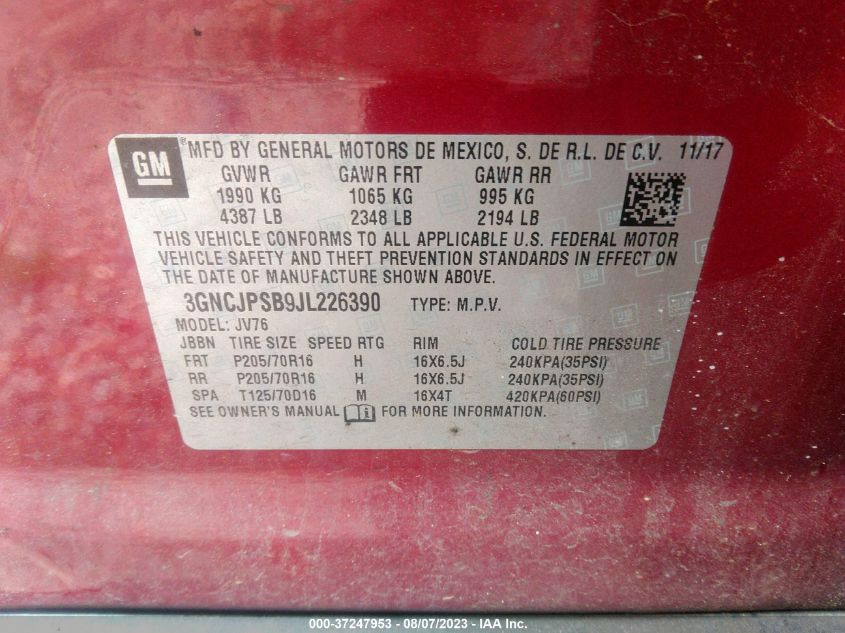 GM ® MFD BY GENERAL MOTORS DE MEXICO, S. DE R.L. DE C.V. 11/17
GVWR GAWR FRT GAWR RR
1990 KG 1065 KG 995 KG
4387 LB 2348 LB 2194 LB
THIS VEHICLE CONFORMS TO ALL APPLICABLE U.S. FEDERAL MOTOR
VEHICLE SAFETY AND THEFT PREVENTION STANDARDS IN EFFECT ON
THE DATE OF MANUFACTURE SHOWN ABOVE.
3GNCJPSB9JL226390 TYPE: M.P.V.
MODEL: JV76
JBBN TIRE SIZE SPEED RTG RIM COLD TIRE PRESSURE
FRT P205/70R16 H 16X6.5J 240KPA(35PSI)
RR P205/70R16 H 16X6.5J 240KPA(35PSI)
SPA T125/70D16 M 16X4T 420KPA(60PSI)
SEE OWNER'S MANUAL FOR MORE INFORMATION.
000-37247953 - 08/07/2023 - IAA Inc.